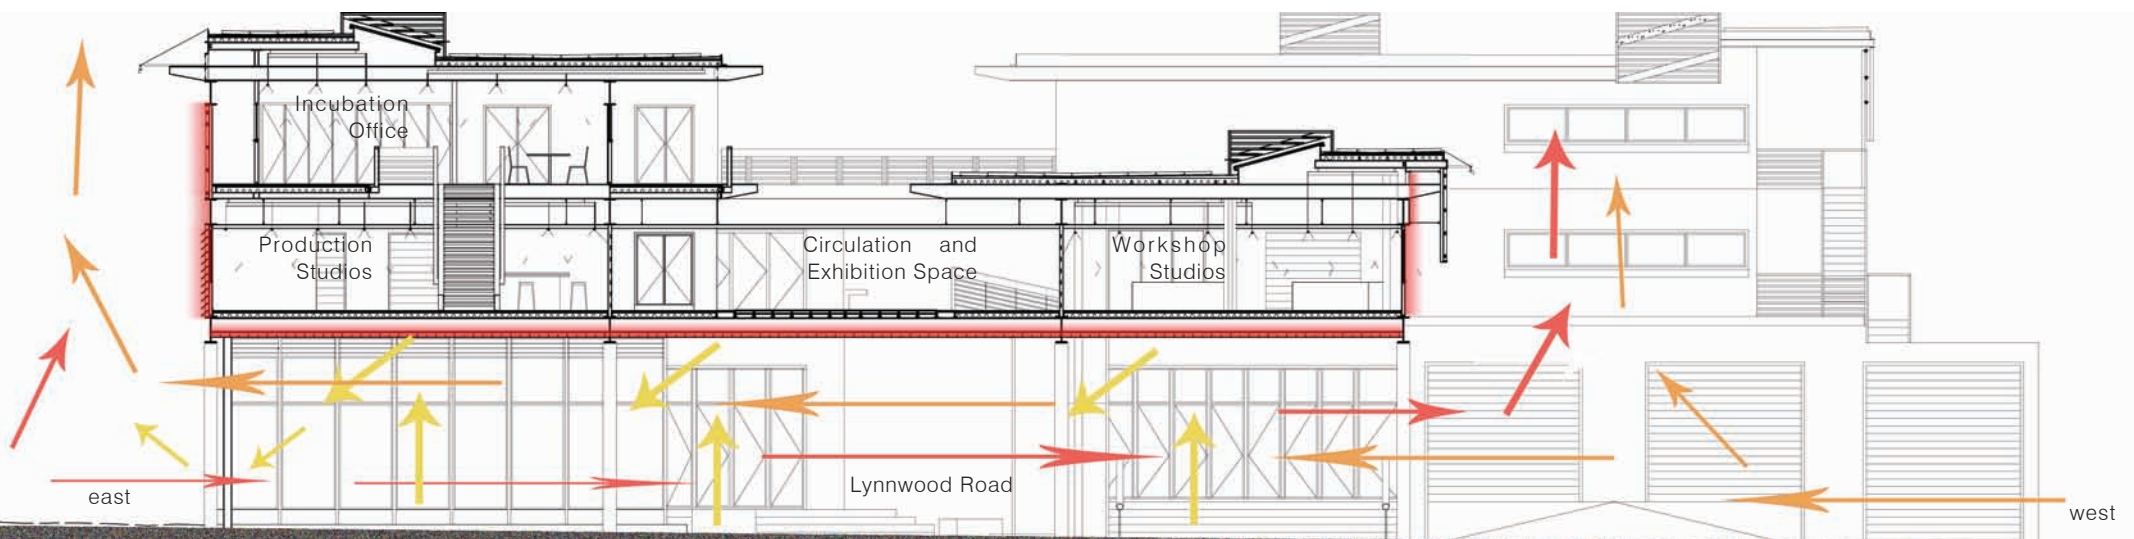 Incubation
Office
Production
Studios
Circulation and
Exhibition Space
Workshop
Studios
Lynnwood Road
east
west